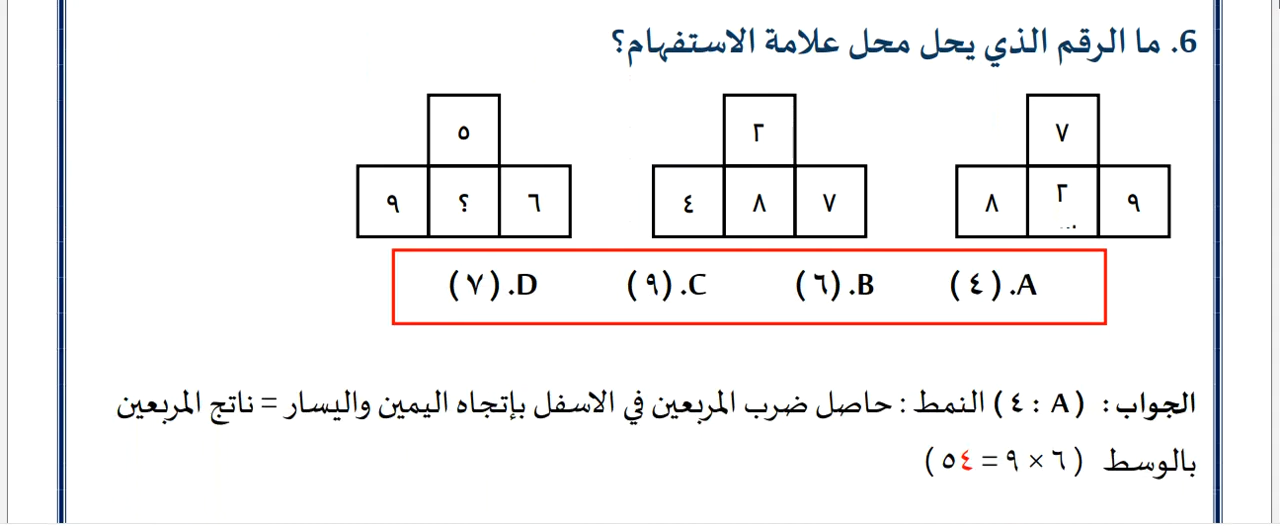 6. ما الرقم الذي يحل محل علامة الاستفهام؟
٧ ٢ ٥
٩ ٢ ٨ ٧ ٨ ٤ ٦ ؟ ٩
A. (٤) B. (٦) C. (٩) D. (٧)
الجواب: (A : ٤) النمط : حاصل ضرب المربعين في الاسفل بإتجاه اليمين واليسار = ناتج المربعين
بالوسط (٦ × ٩ = ٥٤)